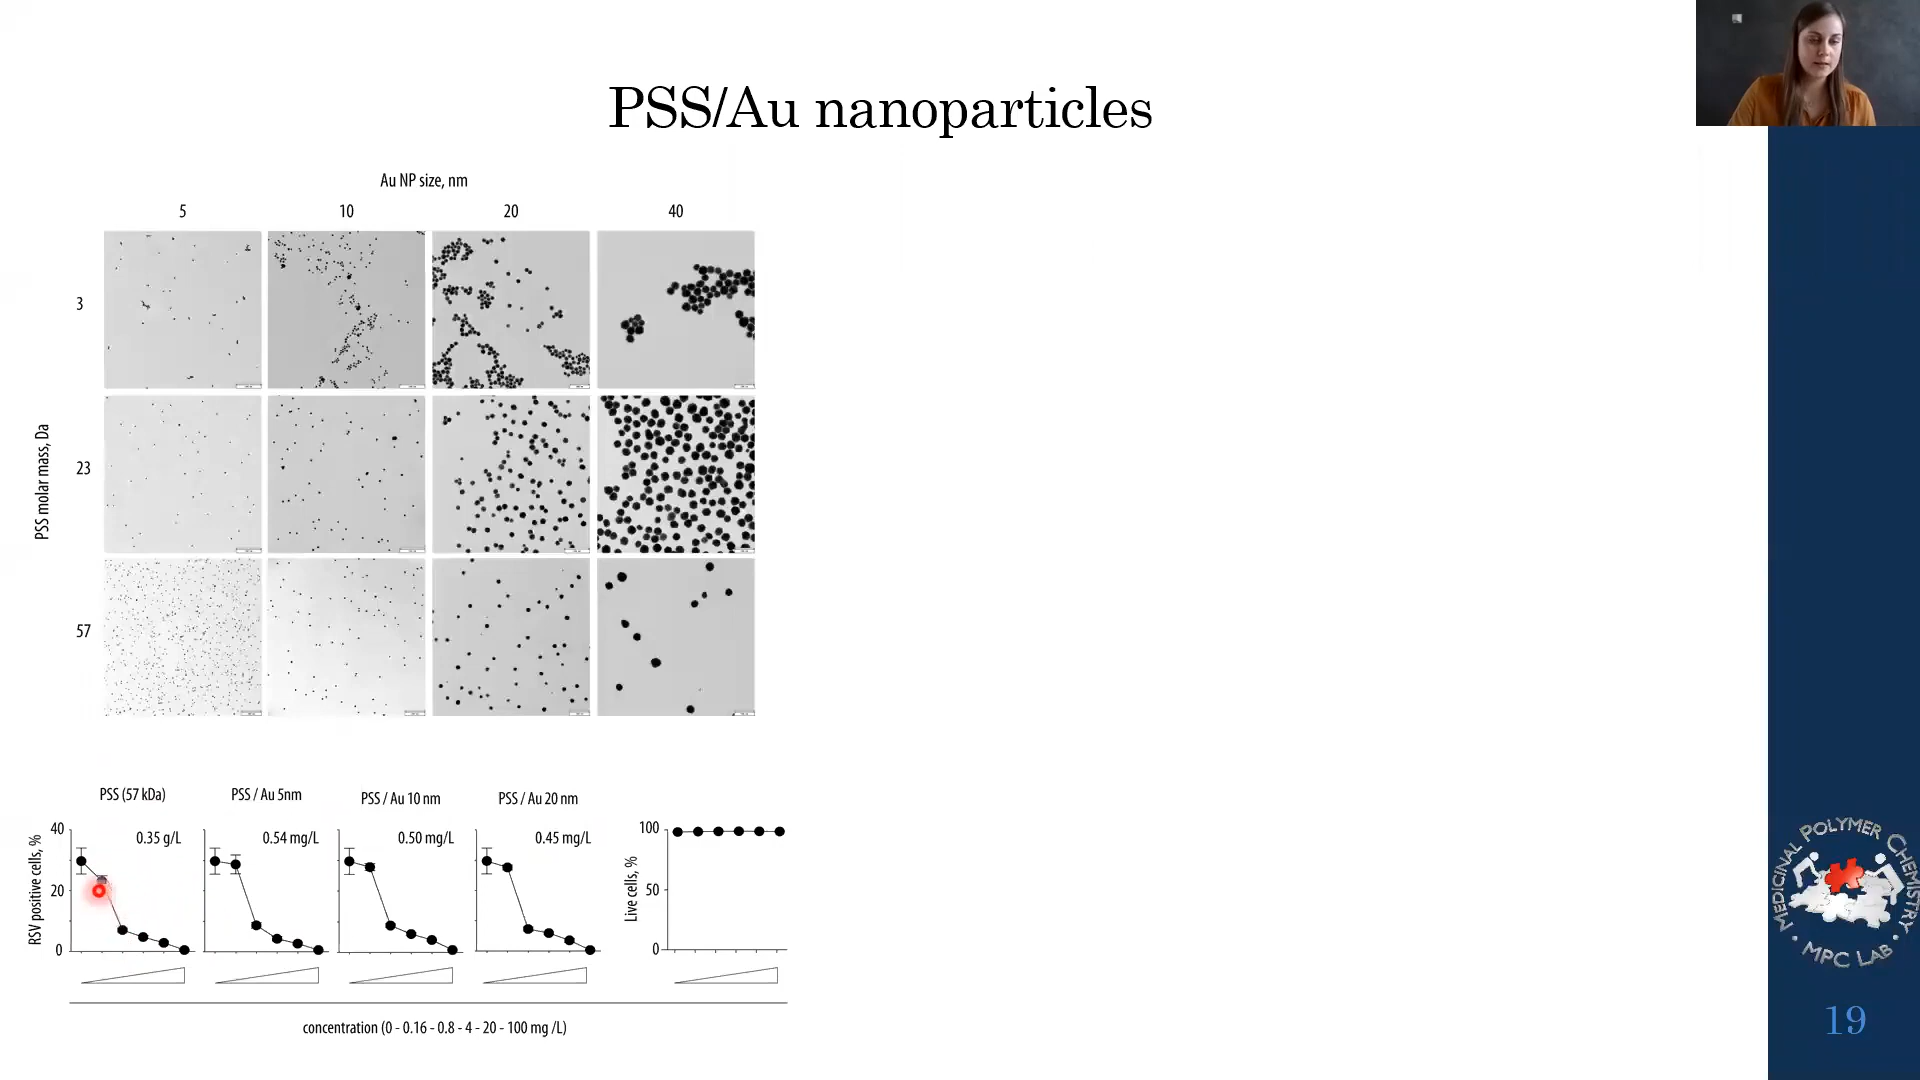 PSS/Au nanoparticles
Au NP size, nm
5 10 20 40
3
23
57
PSS molar mass, Da
PSS (57 kDa) PSS / Au 5nm PSS / Au 10 nm PSS / Au 20 nm
0.35 g/L 0.54 mg/L 0.50 mg/L 0.45 mg/L
RSV positive cells, %
40
20
0
Live cells, %
100
50
0
concentration (0 - 0.16 - 0.8 - 4 - 20 - 100 mg /L)
MEDICINAL POLYMER CHEMISTRY
• MPC LAB •
19